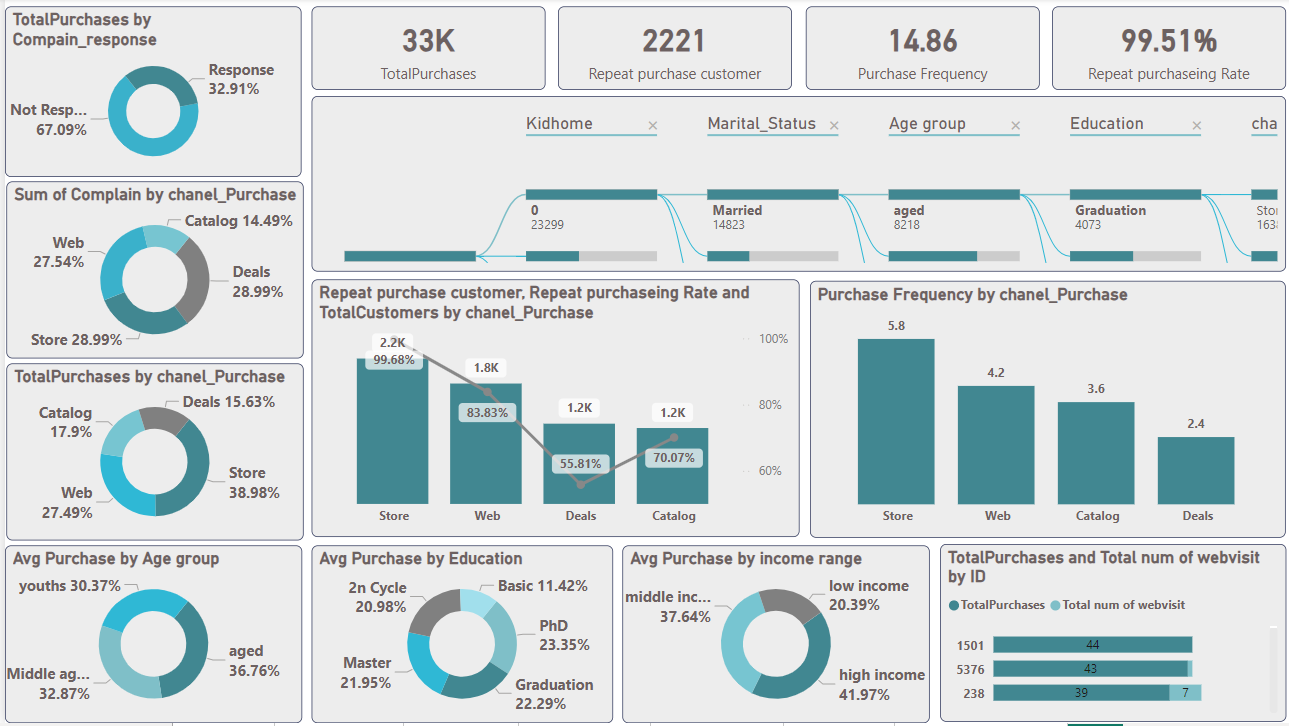 TotalPurchases by
Compain_response
Response
32.91%
Not Resp...
67.09%
33K
TotalPurchases
2221
Repeat purchase customer
14.86
Purchase Frequency
99.51%
Repeat purchaseing Rate
Kidhome
Marital_Status
Age group
Education
cha
0
23299
Married
14823
aged
8218
Graduation
4073
Sum of Complain by chanel_Purchase
Catalog 14.49%
Web
27.54%
Deals
28.99%
Store 28.99%
TotalPurchases by chanel_Purchase
Deals 15.63%
Catalog
17.9%
Store
38.98%
Web
27.49%
Repeat purchase customer, Repeat purchaseing Rate and
TotalCustomers by chanel_Purchase
100%
80%
60%
2.2K
99.68%
1.8K
83.83%
1.2K
55.81%
1.2K
70.07%
Store
Web
Deals
Catalog
Purchase Frequency by chanel_Purchase
5.8
4.2
3.6
2.4
Store
Web
Catalog
Deals
Avg Purchase by Age group
youths 30.37%
aged
36.76%
Middle ag...
32.87%
Avg Purchase by Education
2n Cycle
20.98%
Basic 11.42%
PhD
23.35%
Master
21.95%
Graduation
22.29%
Avg Purchase by income range
middle inc...
37.64%
low income
20.39%
high income
41.97%
TotalPurchases and Total num of webvisit
by ID
TotalPurchases
Total num of webvisit
1501
44
5376
43
238
39
7